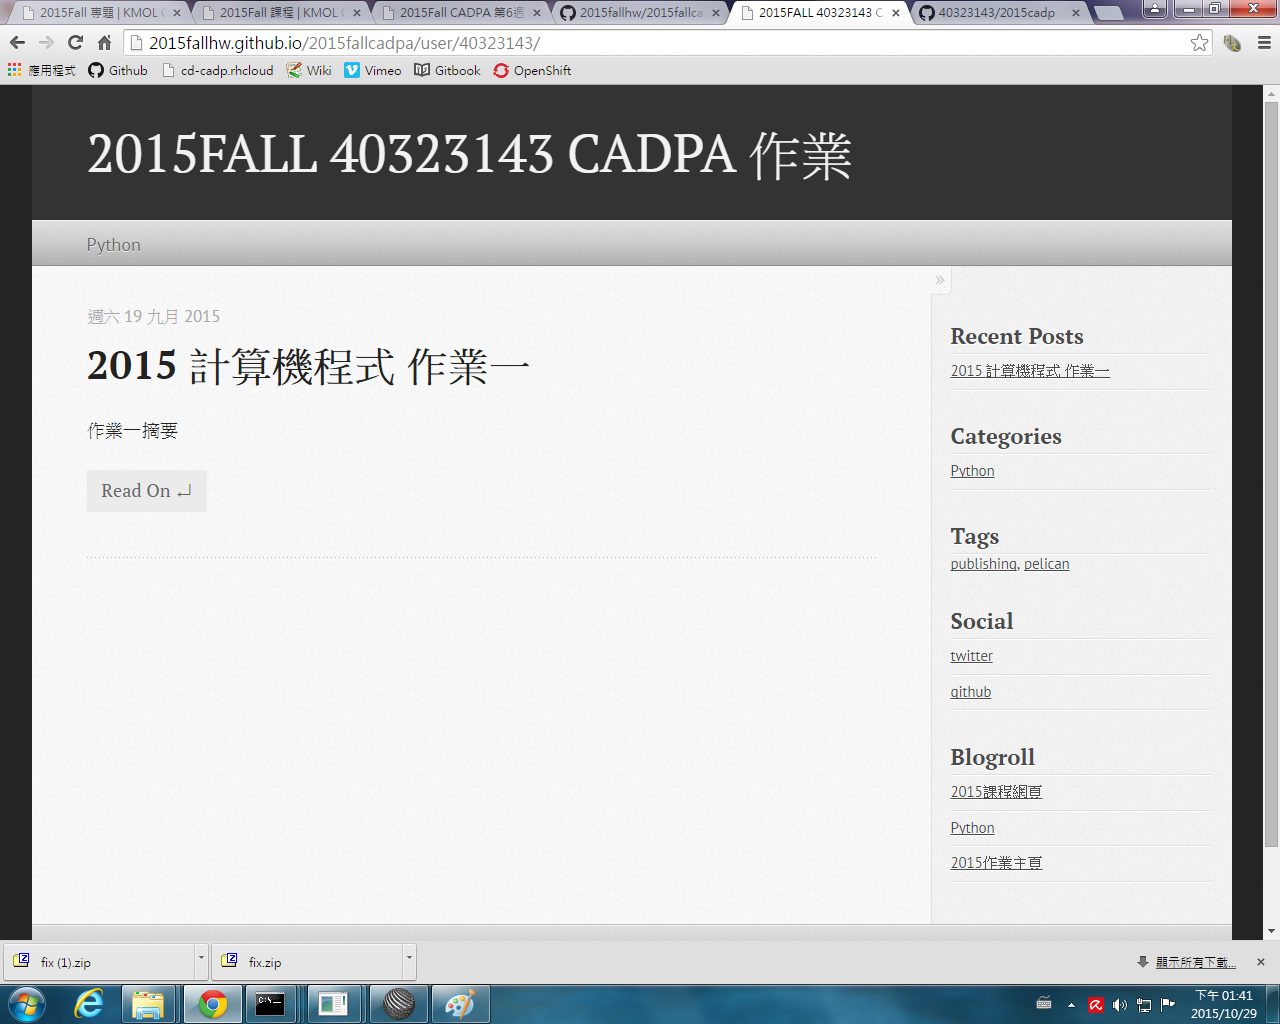 2015Fall 專題 | KMOL
2015Fall 課程 | KMOL
2015Fall CADPA 第6週
2015fallhw/2015fallca
2015FALL 40323143 C
40323143/2015cadp
2015fallhw.github.io/2015fallcadpa/user/40323143/
應用程式 Github cd-cadp.rhcloud Wiki Vimeo Gitbook OpenShift
2015FALL 40323143 CADPA 作業
Python
»
週六 19 九月 2015
2015 計算機程式 作業一
作業一摘要
Read On ↵
Recent Posts
2015 計算機程式 作業一
Categories
Python
Tags
publishing, pelican
Social
twitter
github
Blogroll
2015課程網頁
Python
2015作業主頁
fix (1).zip
fix.zip
顯示所有下載...
下午 01:41
2015/10/29